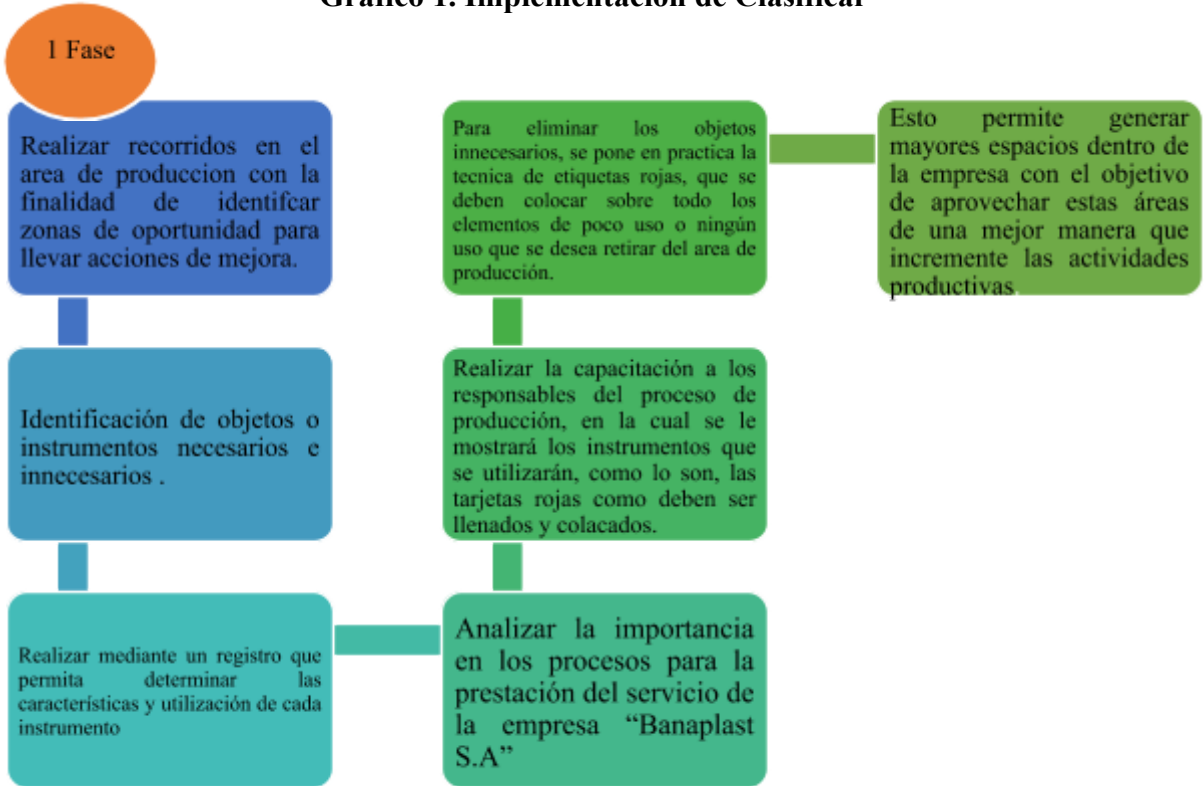 Gráfico 1. Implementación de Clasificar
1 Fase
Realizar recorridos en el
area de produccion con la
finalidad de identifcar
zonas de oportunidad para
llevar acciones de mejora.
Identificación de objetos o
instrumentos necesarios e
innecesarios .
Realizar mediante un registro que
permita determinar las
características y utilización de cada
instrumento
Analizar la importancia
en los procesos para la
prestación del servicio de
la empresa “Banaplast
S.A”
Realizar la capacitación a los
responsables del proceso de
producción, en la cual se le
mostrará los instrumentos que
se utilizarán, como lo son, las
tarjetas rojas como deben ser
llenados y colacados.
Para eliminar los objetos
innecesarios, se pone en practica la
tecnica de etiquetas rojas, que se
deben colocar sobre todo los
elementos de poco uso o ningún
uso que se desea retirar del area de
producción.
Esto permite generar
mayores espacios dentro de
la empresa con el objetivo
de aprovechar estas áreas
de una mejor manera que
incremente las actividades
productivas.